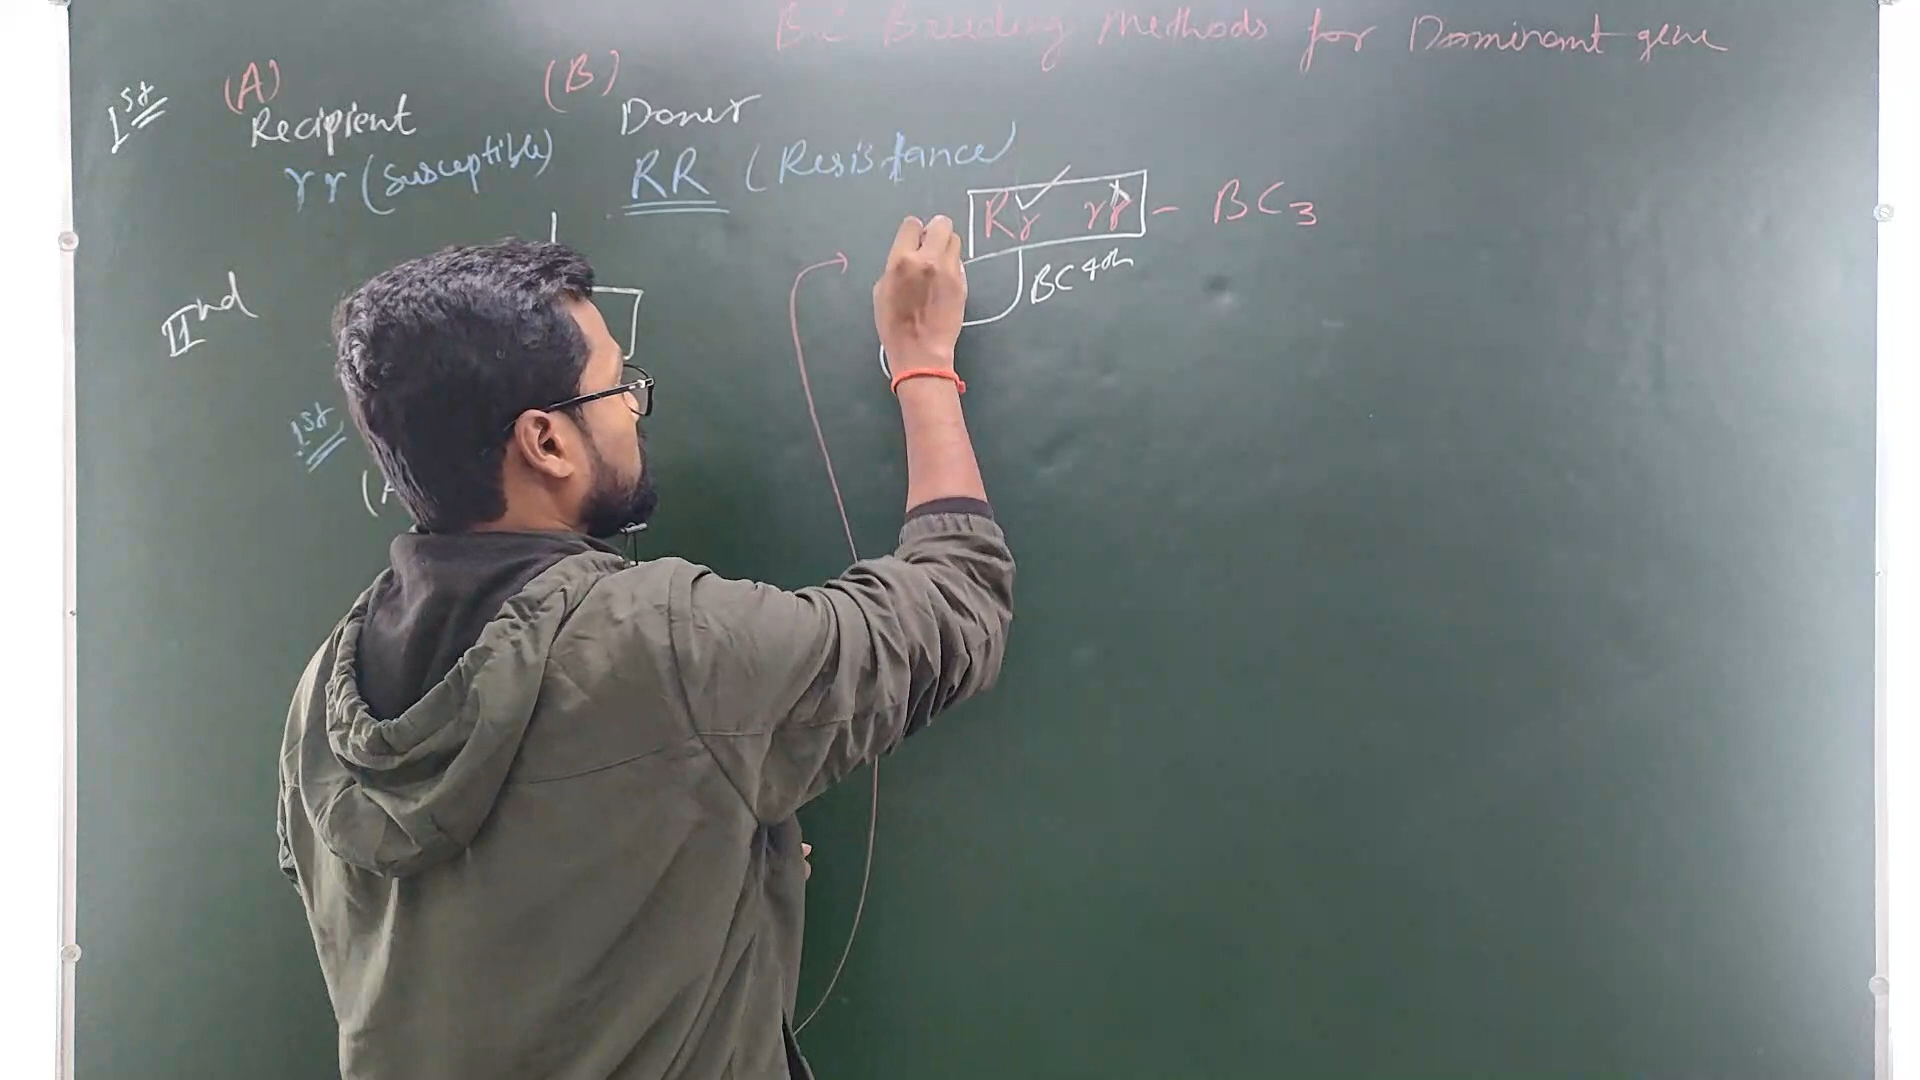 BC Breeding Methods for Dominant gene
1st (A) (B)
Recipient Doner
rr (Susceptible) RR (Resistance)
Rr rr - BC3
BC 4th
IInd
1st
(A